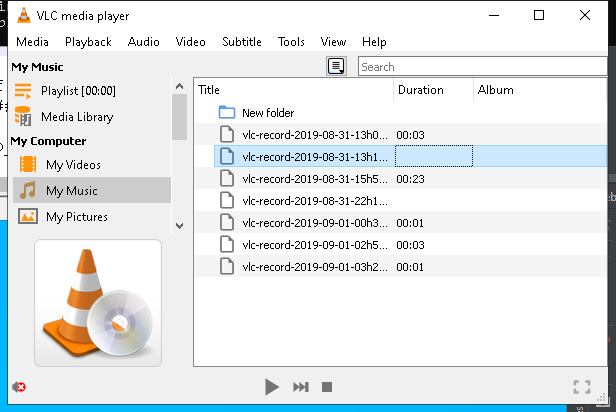 VLC media player
Media Playback Audio Video Subtitle Tools View Help
My Music
Search
Playlist [00:00]
Media Library
My Computer
My Videos
My Music
My Pictures
Title Duration Album
New folder
vlc-record-2019-08-31-13h0... 00:03
vlc-record-2019-08-31-13h1...
vlc-record-2019-08-31-15h5... 00:23
vlc-record-2019-08-31-22h1...
vlc-record-2019-09-01-00h3... 00:01
vlc-record-2019-09-01-02h5... 00:03
vlc-record-2019-09-01-03h2... 00:01